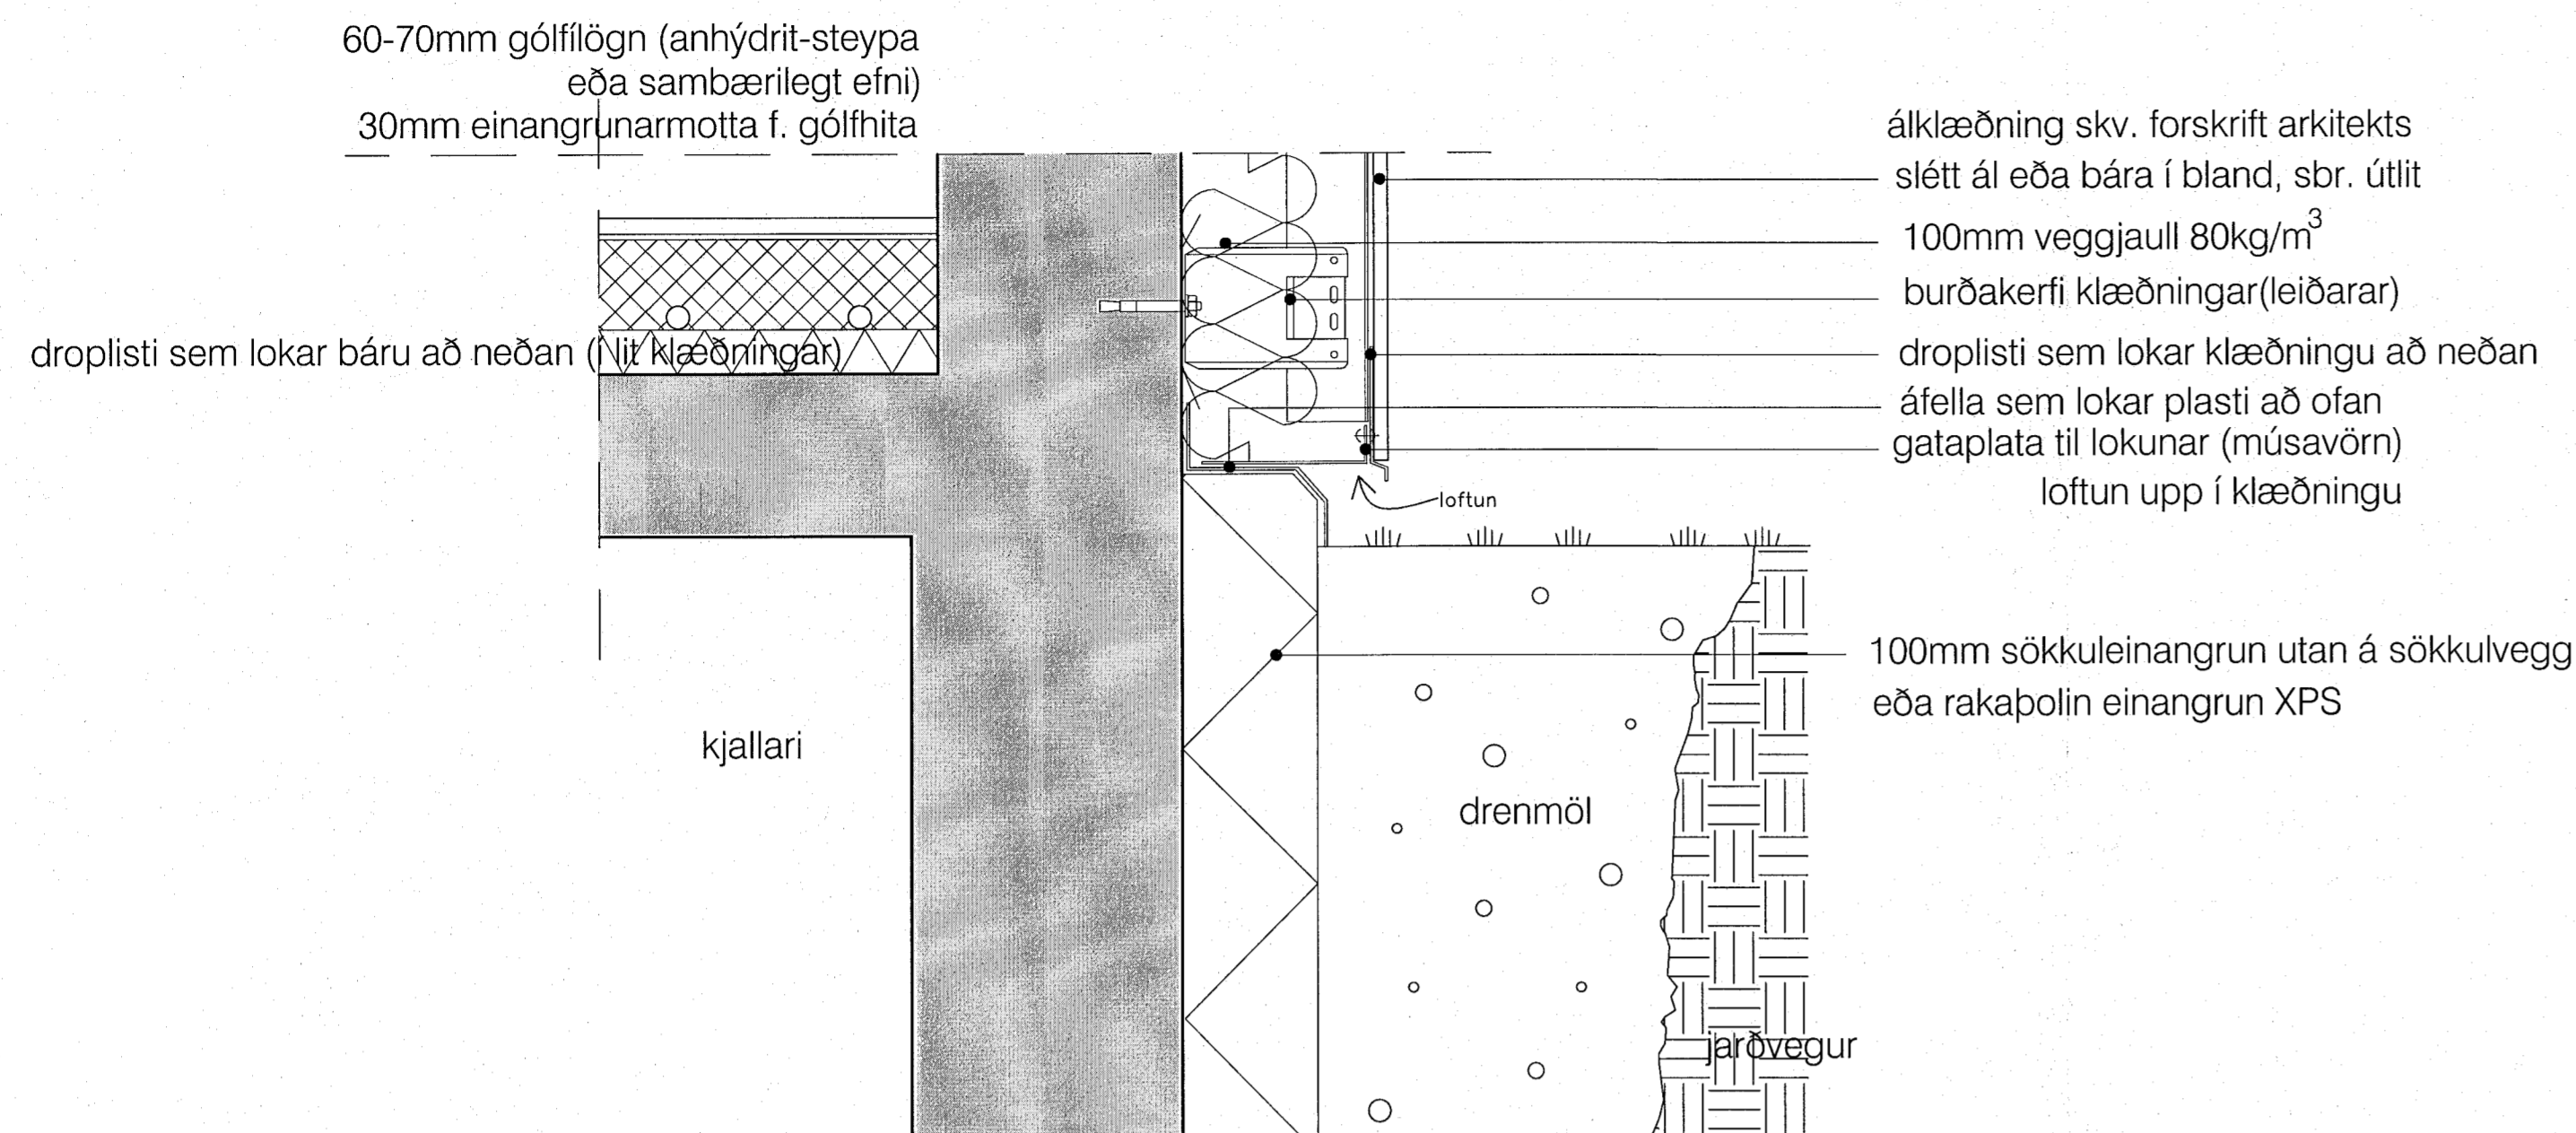 60-70mm gólfílögn (anhýdrit-steypa
eða sambærilegt efni)
30mm einangrunarmotta f. gólfhita
droplisti sem lokar báru að neðan (í lit klæðningar)
álklæðning skv. forskrift arkitekts
slétt ál eða bára í bland, sbr. útlit
100mm veggjaull 80kg/m³
burðakerfi klæðningar(leiðarar)
droplisti sem lokar klæðningu að neðan
áfella sem lokar plasti að ofan
gataplata til lokunar (músavörn)
loftun upp í klæðningu
loftun
100mm sökkuleinangrun utan á sökkulvegg
eða rakaþolin einangrun XPS
kjallari
drenmöl
jarðvegur